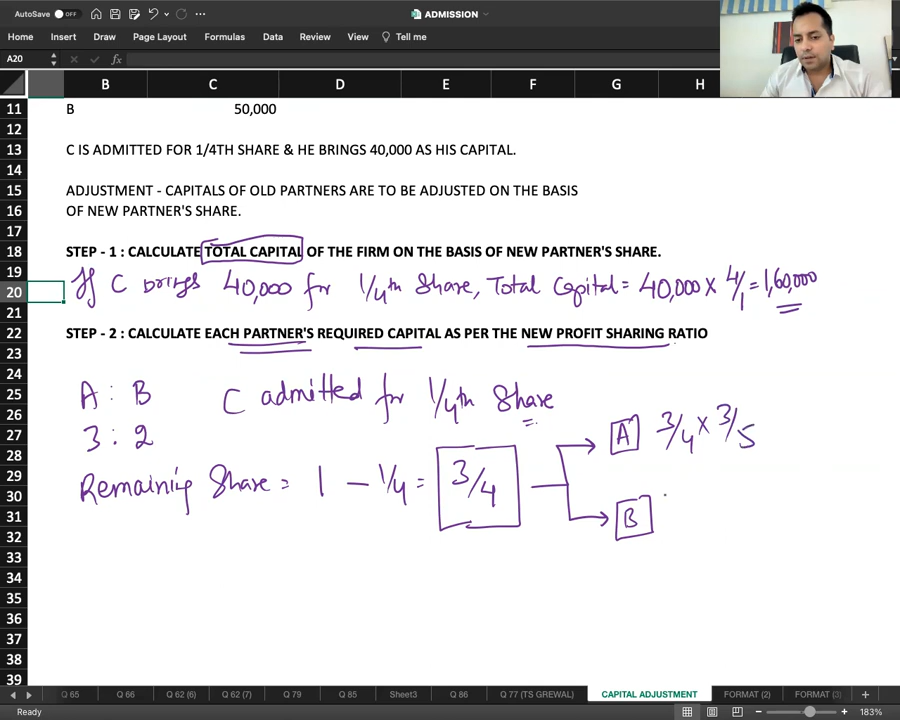 AutoSave OFF ADMISSION
Home Insert Draw Page Layout Formulas Data Review View Tell me
A20 fx
B C D E F G H
11 B 50,000
12
13 C IS ADMITTED FOR 1/4TH SHARE & HE BRINGS 40,000 AS HIS CAPITAL.
14
15 ADJUSTMENT - CAPITALS OF OLD PARTNERS ARE TO BE ADJUSTED ON THE BASIS
16 OF NEW PARTNER'S SHARE.
17
18 STEP - 1 : CALCULATE TOTAL CAPITAL OF THE FIRM ON THE BASIS OF NEW PARTNER'S SHARE.
19
20 If C brings 40,000 for 1/4th Share, Total Capital = 40,000 × 4/1 = 1,60,000
21
22 STEP - 2 : CALCULATE EACH PARTNER'S REQUIRED CAPITAL AS PER THE NEW PROFIT SHARING RATIO
23
24
25 A : B C admitted for 1/4th Share
26
27 3 : 2 A 3/4 × 3/5
28
29 Remaining Share = 1 - 1/4 = 3/4
30
31 B
32
33
34
35
36
37
38
39
Q 65 Q 66 Q 62 (6) Q 62 (7) Q 79 Q 85 Sheet3 Q 86 Q 77 (TS GREWAL) CAPITAL ADJUSTMENT FORMAT (2) FORMAT (3) +
Ready 183%